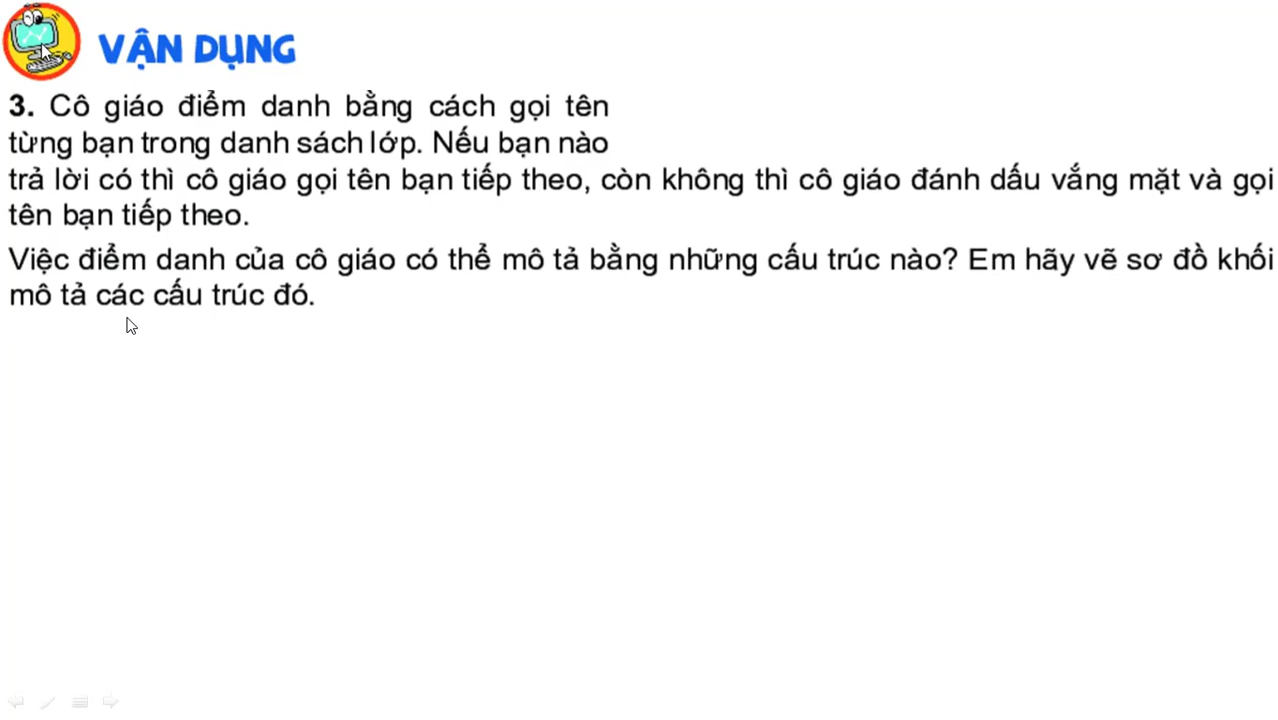 VẬN DỤNG
3. Cô giáo điểm danh bằng cách gọi tên
từng bạn trong danh sách lớp. Nếu bạn nào
trả lời có thì cô giáo gọi tên bạn tiếp theo, còn không thì cô giáo đánh dấu vắng mặt và gọi
tên bạn tiếp theo.
Việc điểm danh của cô giáo có thể mô tả bằng những cấu trúc nào? Em hãy vẽ sơ đồ khối
mô tả các cấu trúc đó.